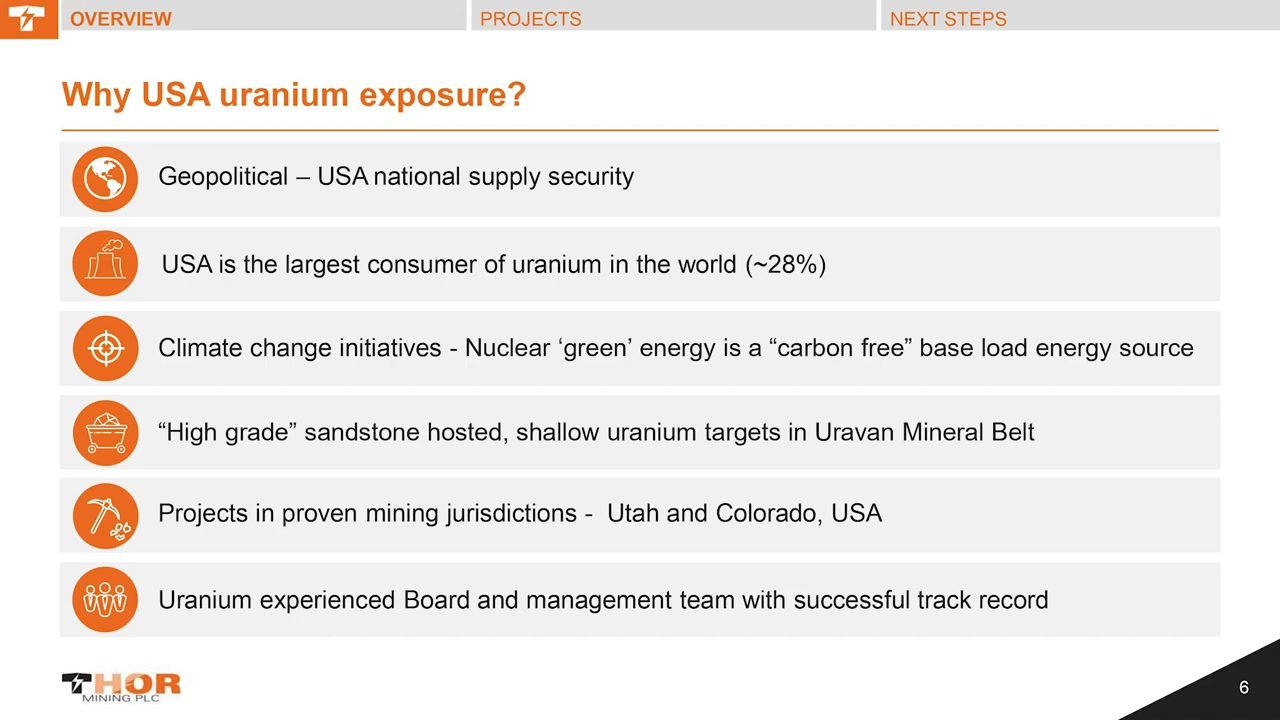 OVERVIEW
PROJECTS
NEXT STEPS
Why USA uranium exposure?
Geopolitical – USA national supply security
USA is the largest consumer of uranium in the world (~28%)
Climate change initiatives - Nuclear ‘green’ energy is a “carbon free” base load energy source
“High grade” sandstone hosted, shallow uranium targets in Uravan Mineral Belt
Projects in proven mining jurisdictions - Utah and Colorado, USA
Uranium experienced Board and management team with successful track record
THOR
MINING PLC
6